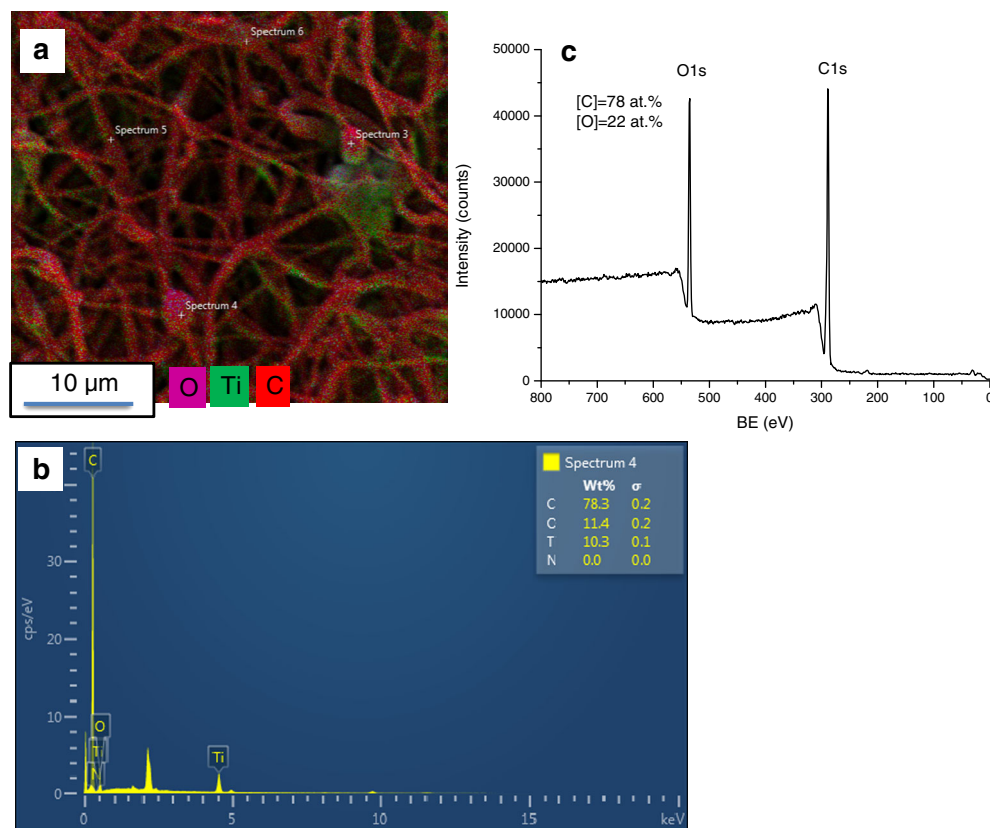 a
Spectrum 6
Spectrum 5
Spectrum 3
Spectrum 4
10 µm
O Ti C
c
50000
40000
30000
20000
10000
0
Intensity (counts)
O1s
C1s
[C]=78 at.%
[O]=22 at.%
800 700 600 500 400 300 200 100 0
BE (eV)
b
C
Spectrum 4
Wt% σ
C 78.3 0.2
C 11.4 0.2
T 10.3 0.1
N 0.0 0.0
30
20
10
0
cps/eV
O
Ti
N
Ti
0 5 10 15 keV